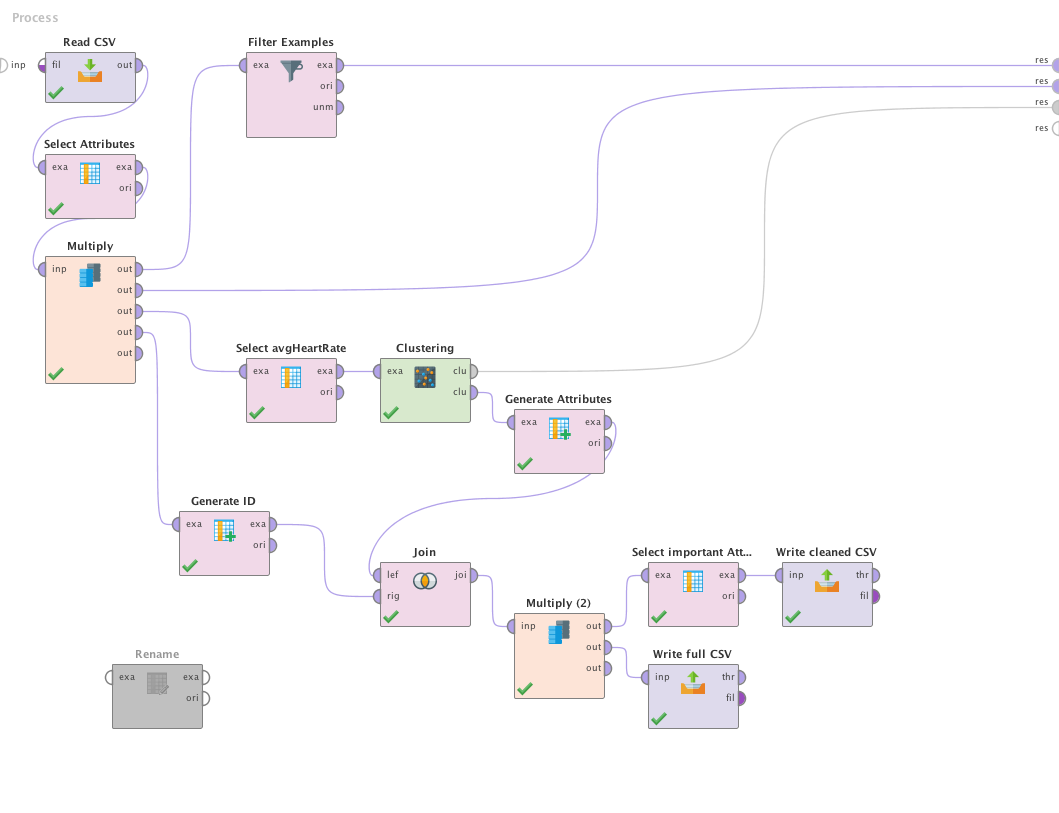 Process
Read CSV
inp
fil out
Filter Examples
exa exa
ori
unm
res
res
res
res
Select Attributes
exa exa
ori
Multiply
inp out
out
out
out
out
Select avgHeartRate
exa exa
ori
Clustering
exa clu
clu
Generate Attributes
exa exa
ori
Generate ID
exa exa
ori
Join
lef joi
rig
Multiply (2)
inp out
out
out
Select important Att...
exa exa
ori
Write cleaned CSV
inp thr
fil
Write full CSV
inp thr
fil
Rename
exa exa
ori